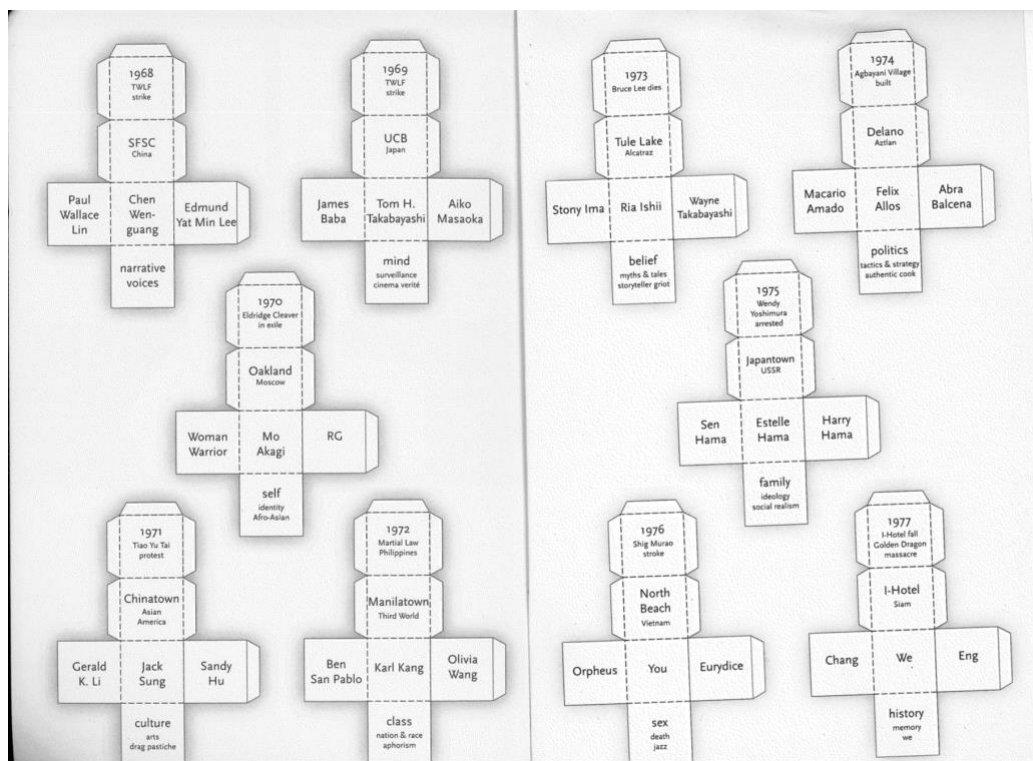 1968
TWLF
strike
SFSC
China
Paul
Wallace
Lin
Chen
Wen-
guang
Edmund
Yat Min Lee
narrative
voices
1969
TWLF
strike
UCB
Japan
James
Baba
Tom H.
Takabayashi
Aiko
Masaoka
mind
surveillance
cinema verité
1970
Eldridge Cleaver
in exile
Oakland
Moscow
Woman
Warrior
Mo
Akagi
RG
self
identity
Afro-Asian
1971
Tiao Yu Tai
protest
Chinatown
Asian
America
Gerald
K. Li
Jack
Sung
Sandy
Hu
culture
arts
drag pastiche
1972
Martial Law
Philippines
Manilatown
Third World
Ben
San Pablo
Karl Kang
Olivia
Wang
class
nation & race
aphorism
1973
Bruce Lee dies
Tule Lake
Alcatraz
Stony Ima
Ria Ishii
Wayne
Takabayashi
belief
myths & tales
storyteller griot
1974
Agbayani Village
built
Delano
Aztlan
Macario
Amado
Felix
Allos
Abra
Balcena
politics
tactics & strategy
authentic cook
1975
Wendy
Yoshimura
arrested
Japantown
USSR
Sen
Hama
Estelle
Hama
Harry
Hama
family
ideology
social realism
1976
Shig Murao
stroke
North
Beach
Vietnam
Orpheus
You
Eurydice
sex
death
jazz
1977
I-Hotel fall
Golden Dragon
massacre
I-Hotel
Siam
Chang
We
Eng
history
memory
we